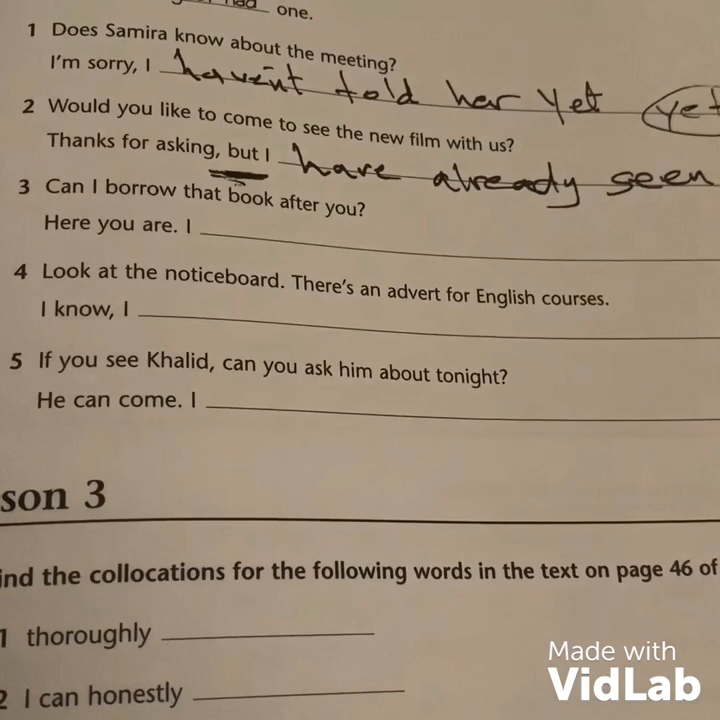 had one.
1 Does Samira know about the meeting?
I'm sorry, I haven't told her yet yet
2 Would you like to come to see the new film with us?
Thanks for asking, but I have already seen
3 Can I borrow that book after you?
Here you are. I
4 Look at the noticeboard. There's an advert for English courses.
I know, I
5 If you see Khalid, can you ask him about tonight?
He can come. I
son 3
ind the collocations for the following words in the text on page 46 of
1 thoroughly
2 I can honestly
Made with
VidLab